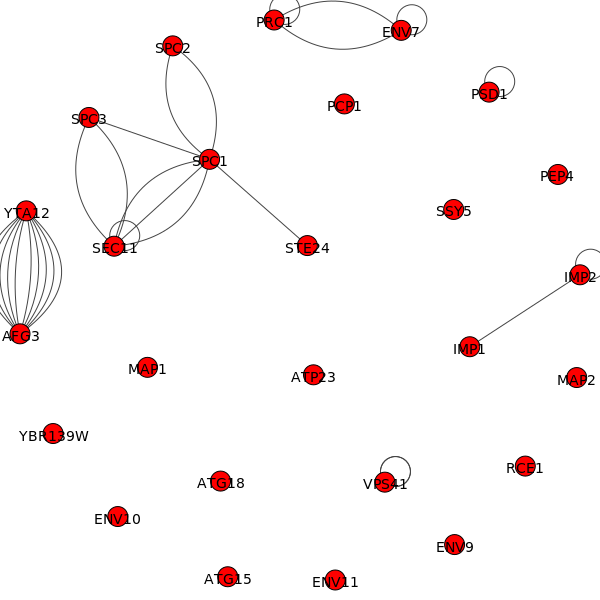 PRC1
ENV7
SPC2
PSD1
PCP1
SPC3
SPC1
PEP4
YTA12
SSY5
SEC11
STE24
IMP2
AFG3
IMP1
MAP1
ATP23
MAP2
YBR139W
RCE1
ATG18
VPS41
ENV10
ENV9
ATG15
ENV11